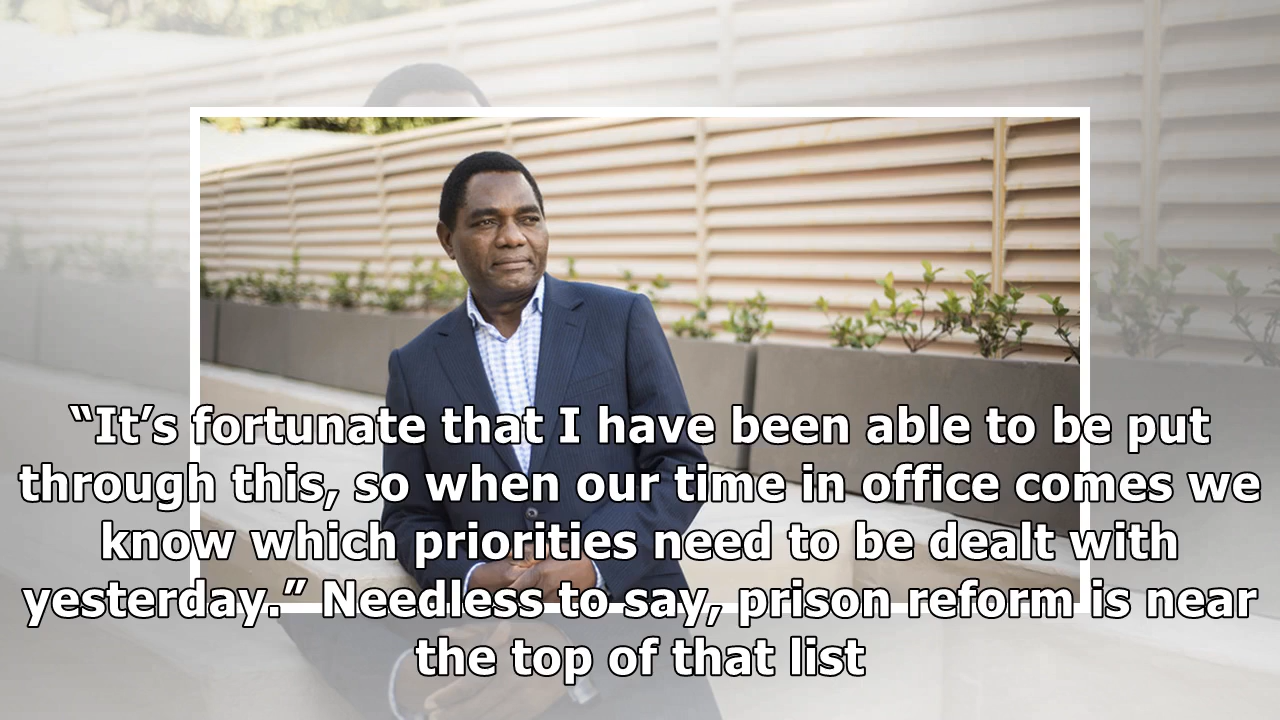 “It’s fortunate that I have been able to be put
through this, so when our time in office comes we
know which priorities need to be dealt with
yesterday.” Needless to say, prison reform is near
the top of that list